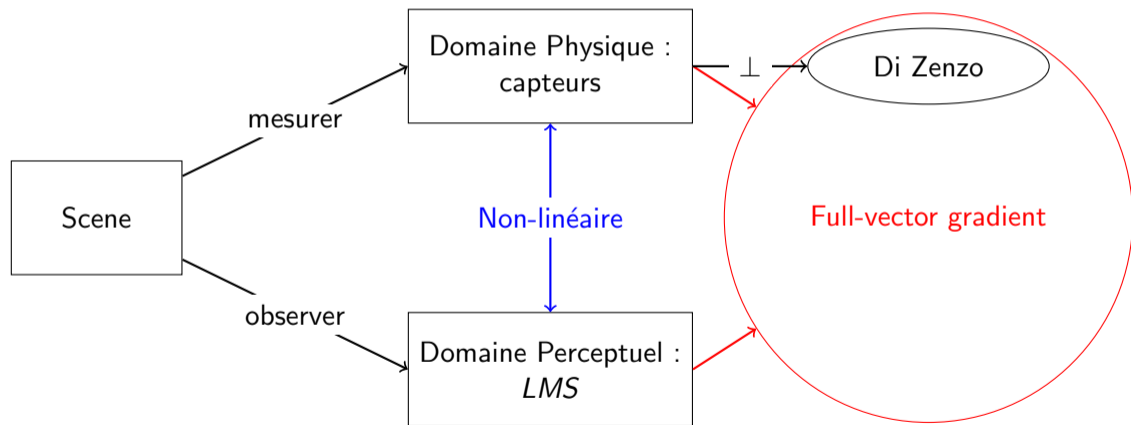 Domaine Physique :
capteurs
⊥
Di Zenzo
mesurer
Scene
Non-linéaire
Full-vector gradient
observer
Domaine Perceptuel :
LMS